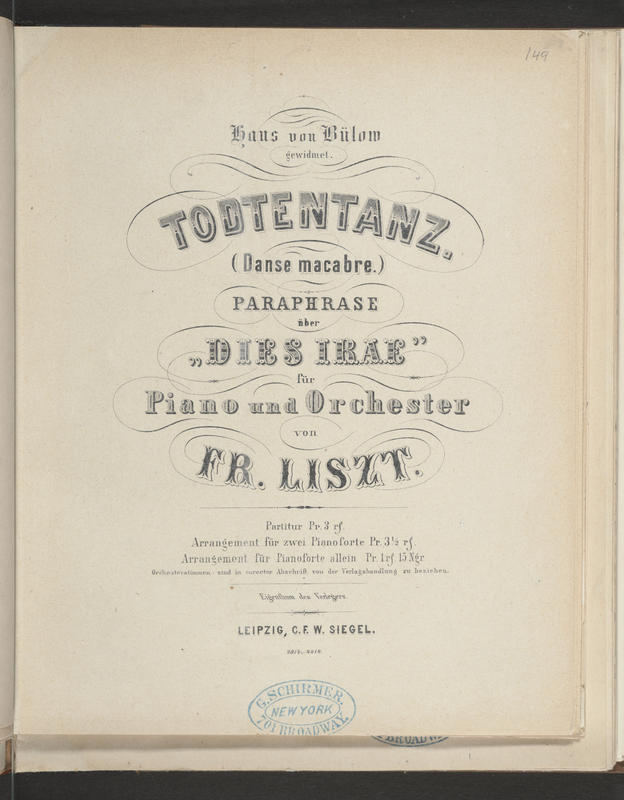 149
Hans von Bülow
gewidmet.
TODTENTANZ.
(Danse macabre.)
PARAPHRASE
über
„DIES IRAE”
für
Piano und Orchester
von
FR. LISZT.
Partitur Pr. 3
Arrangement für zwei Pianoforte Pr. 3½
Arrangement für Pianoforte allein Pr. 1 15 Ngr
Orchesterstimmen sind in correcter Abschrift von der Verlagshandlung zu beziehen.
Eigenthum des Verlegers.
LEIPZIG, C. F. W. SIEGEL.
G. SCHIRMER.
NEW YORK
701 BROADWAY.
BROADWAY